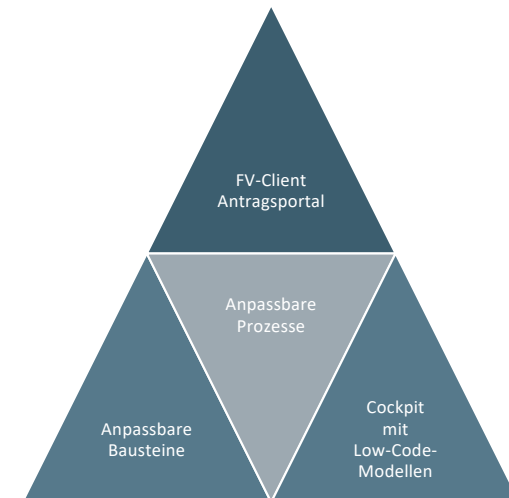 FV-Client
Antragsportal
Anpassbare
Prozesse
Anpassbare
Bausteine
Cockpit
mit
Low-Code-
Modellen